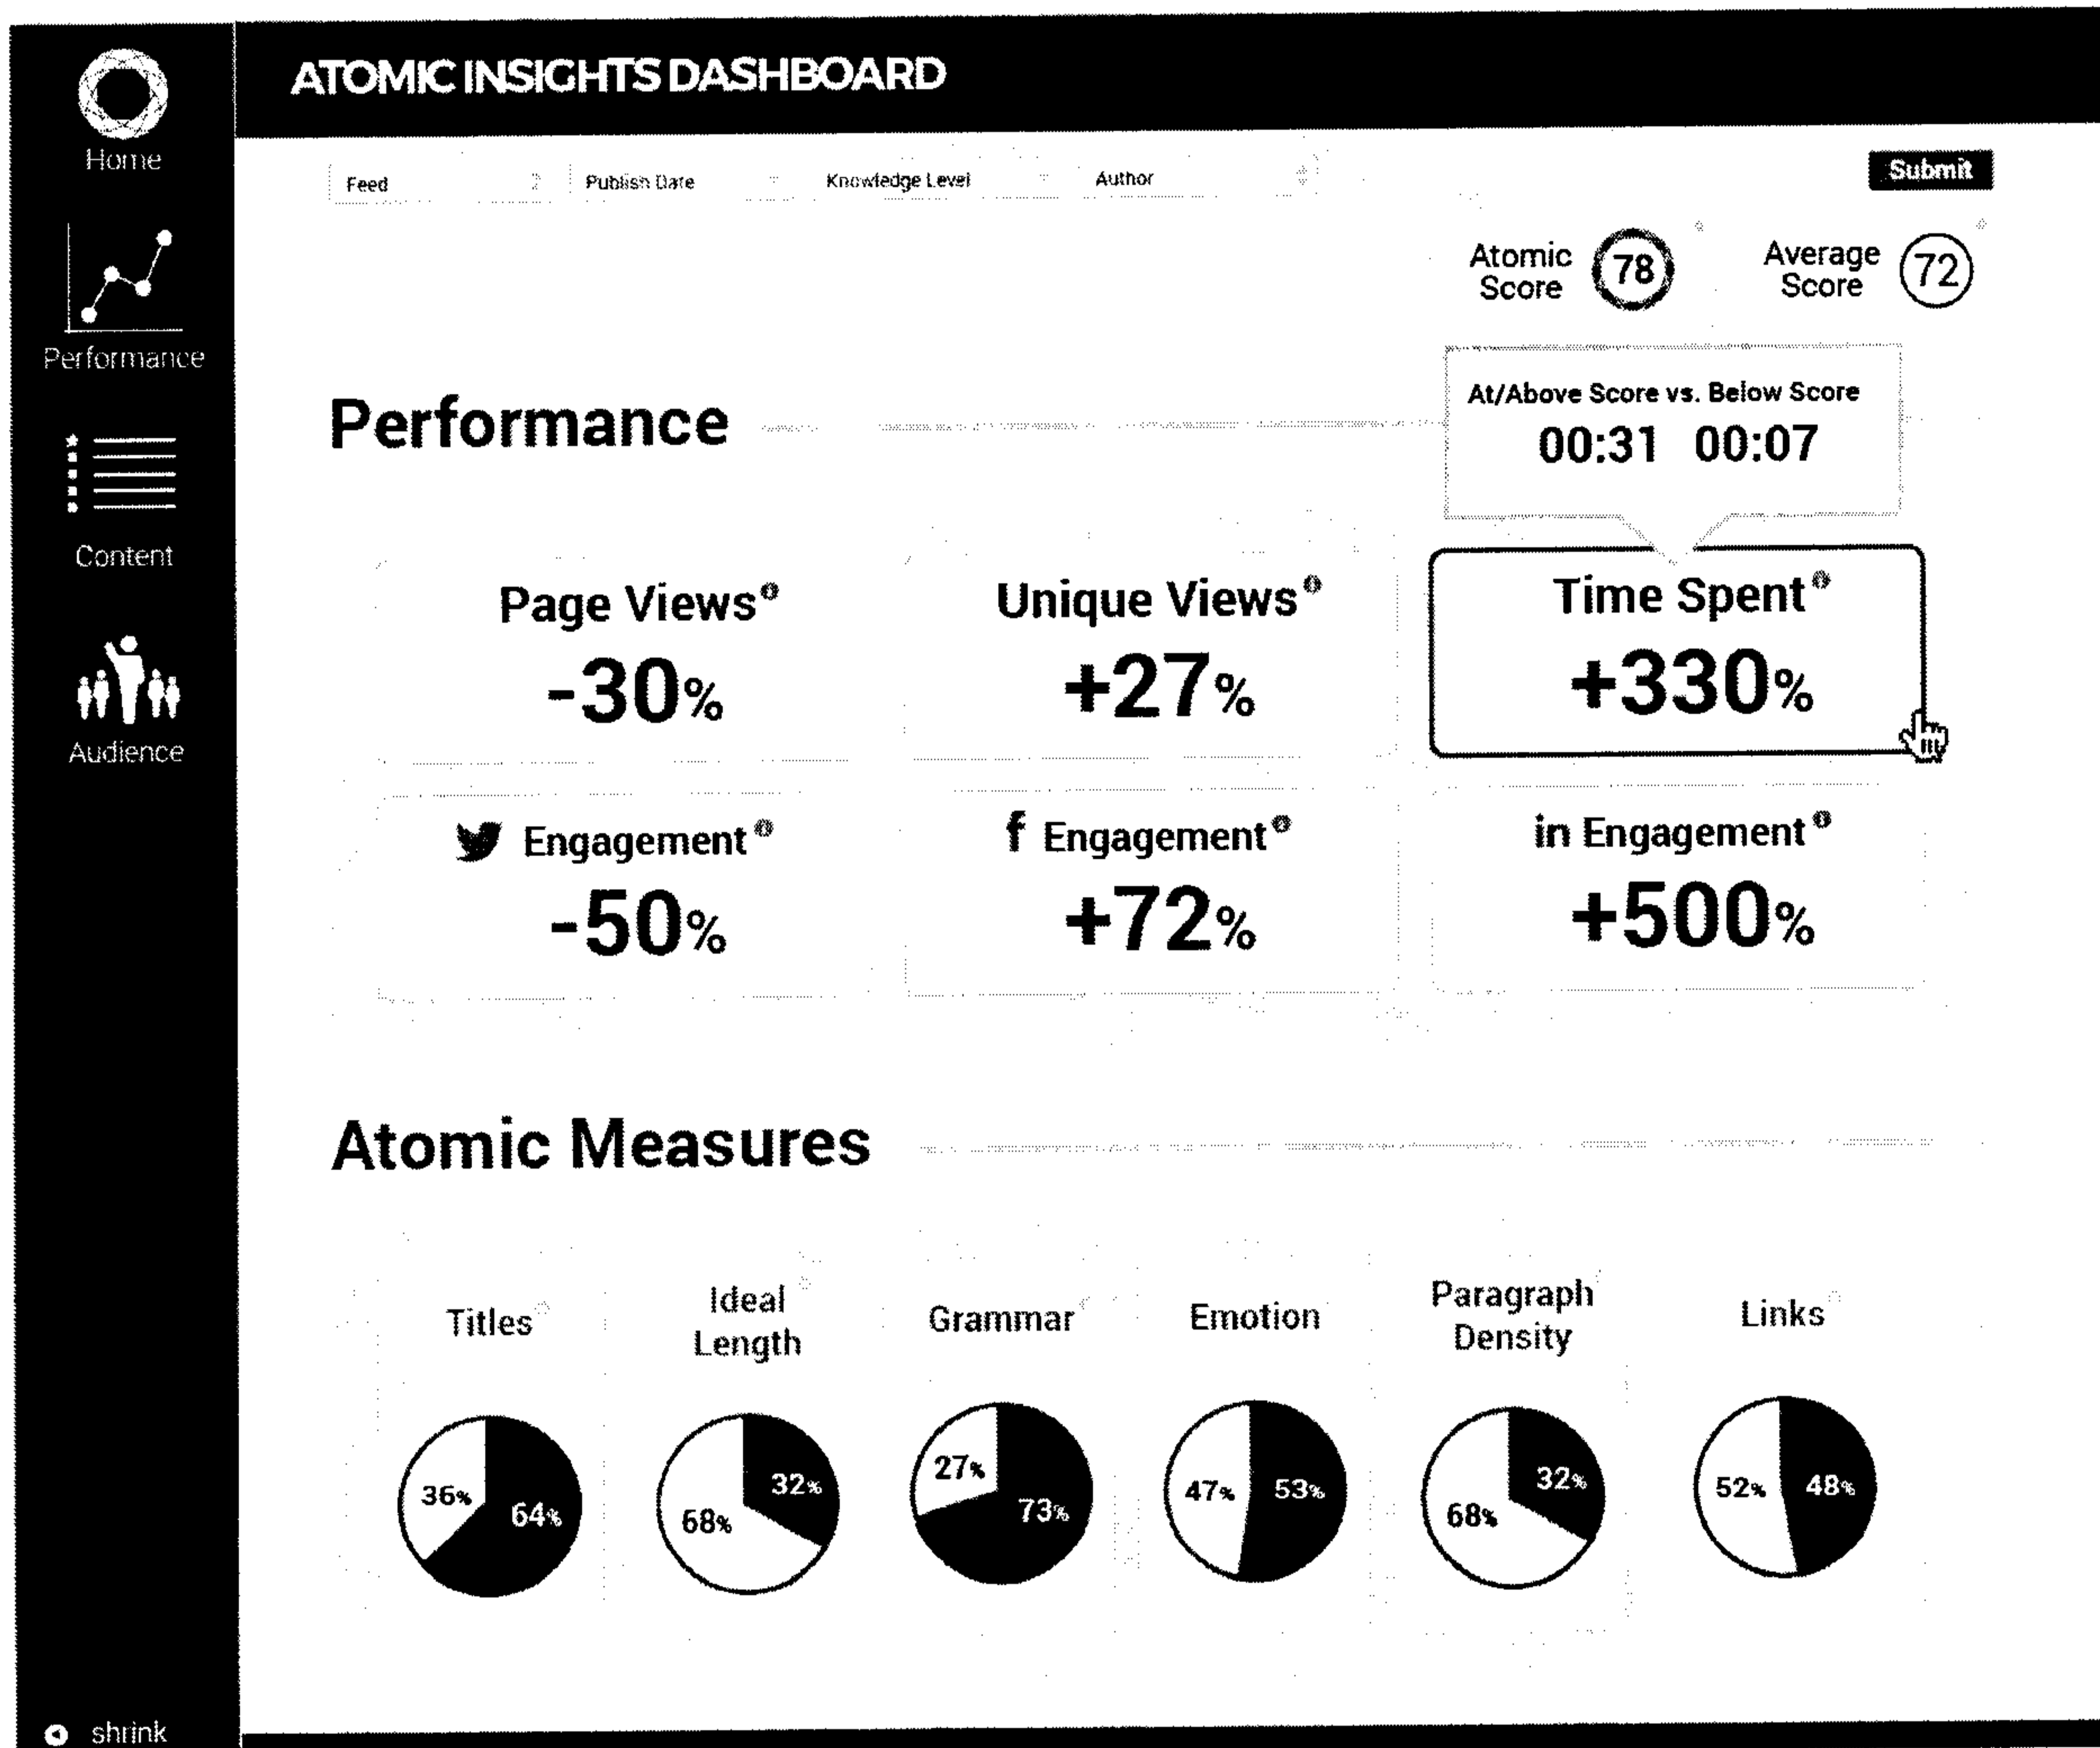 ATOMIC INSIGHTS DASHBOARD
Home
Performance
Content
Audience
shrink
Feed Publish Date Knowledge Level Author
Submit
Atomic
Score
78
Average
Score
72
At/Above Score vs. Below Score
00:31 00:07
Performance
Page Views
-30%
Unique Views
+27%
Time Spent
+330%
Engagement
-50%
f Engagement
+72%
in Engagement
+500%
Atomic Measures
Titles
36% 64%
Ideal
Length
32%
68%
Grammar
27%
73%
Emotion
47% 53%
Paragraph
Density
32%
68%
Links
52% 48%